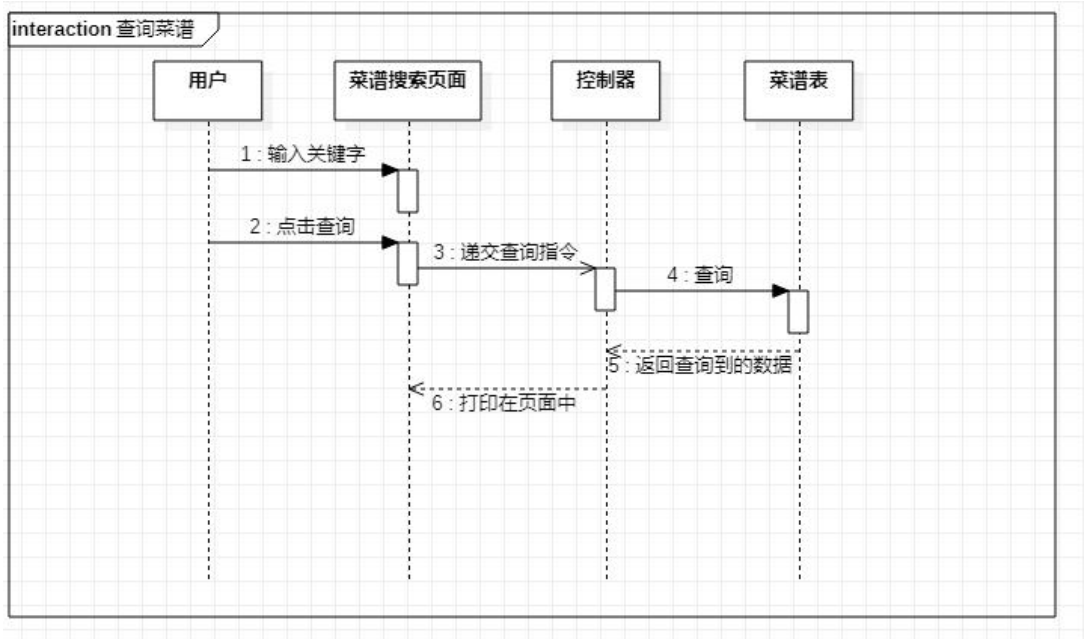 interaction 查询菜谱
用户
菜谱搜索页面
控制器
菜谱表
1 : 输入关键字
2 : 点击查询
3 : 递交查询指令
4 : 查询
5 : 返回查询到的数据
6 : 打印在页面中